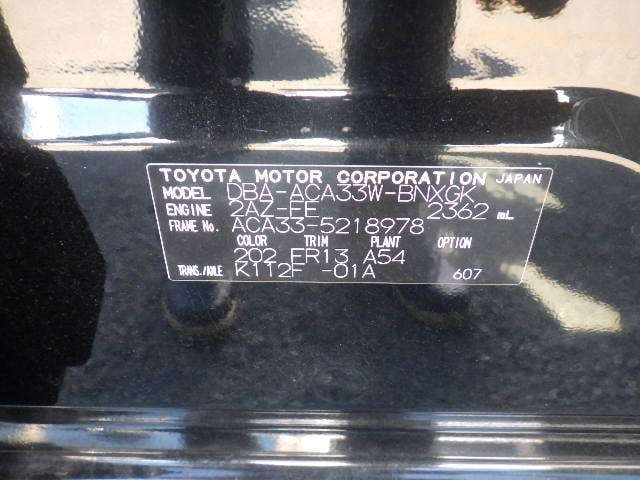 TOYOTA MOTOR CORPORATION JAPAN
MODEL DBA-ACA33W-BNXGK
ENGINE 2AZ-FE 2362 mL
FRAME No. ACA33-5218978
COLOR TRIM PLANT OPTION
202 FR13 A54
TRANS./AXLE K112F -01A 607